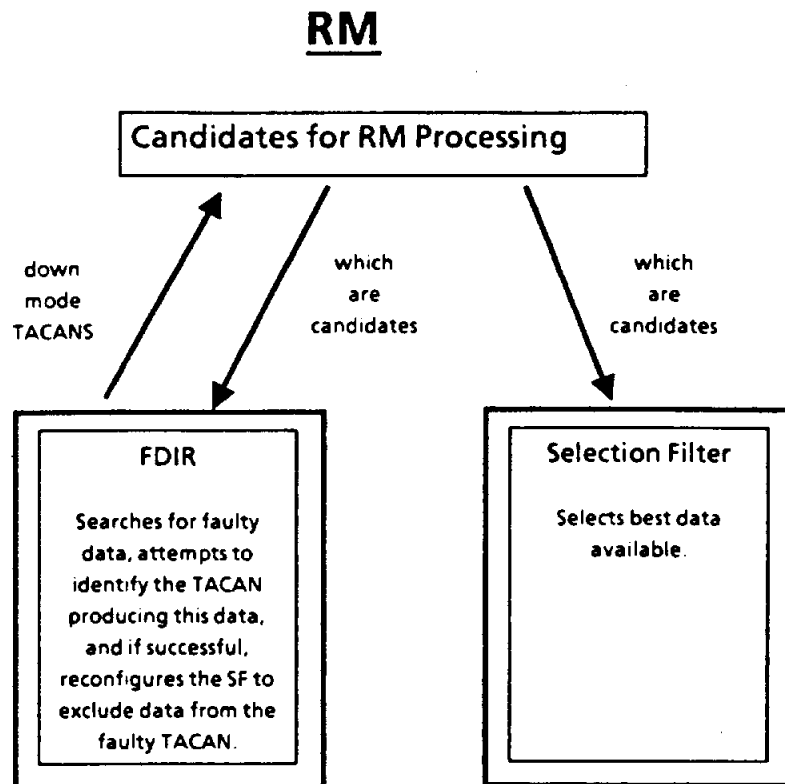 RM
Candidates for RM Processing
down
mode
TACANS
which
are
candidates
which
are
candidates
FDIR
Searches for faulty
data, attempts to
identify the TACAN
producing this data,
and if successful,
reconfigures the SF to
exclude data from the
faulty TACAN.
Selection Filter
Selects best data
available.